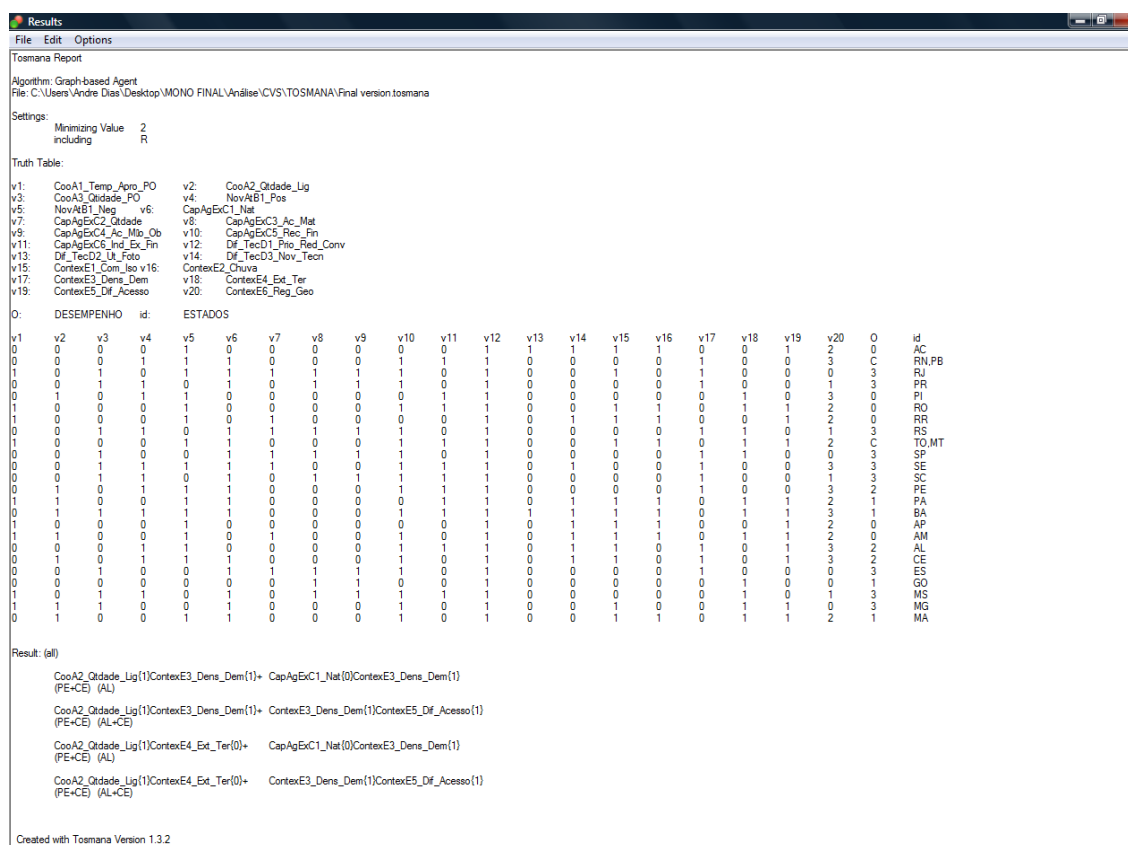 Results
File Edit Options
Tosmana Report
Algorithm: Graph-based Agent
File: C:\Users\Andre Dias\Desktop\MONO FINAL\Análise\CVS\TOSMANA\Final version.tosmana
Settings:
Minimizing Value 2
including R
Truth Table:
v1: CooA1_Temp_Apro_PO v2: CooA2_Qtdade_Lig
v3: CooA3_Qtidade_PO v4: NovAtB1_Pos
v5: NovAtB1_Neg v6: CapAgExC1_Nat
v7: CapAgExC2_Qtdade v8: CapAgExC3_Ac_Mat
v9: CapAgExC4_Ac_Mão_Ob v10: CapAgExC5_Rec_Fin
v11: CapAgExC6_Ind_Ex_Fin v12: Dif_TecD1_Prio_Red_Conv
v13: Dif_TecD2_Ut_Foto v14: Dif_TecD3_Nov_Tecn
v15: ContexE1_Com_Iso v16: ContexE2_Chuva
v17: ContexE3_Dens_Dem v18: ContexE4_Ext_Ter
v19: ContexE5_Dif_Acesso v20: ContexE6_Reg_Geo
O: DESEMPENHO id: ESTADOS
v1 v2 v3 v4 v5 v6 v7 v8 v9 v10 v11 v12 v13 v14 v15 v16 v17 v18 v19 v20 O id
0 0 0 0 1 0 0 0 0 0 0 1 1 1 1 1 0 0 1 2 0 AC
0 0 0 1 1 1 0 0 0 1 1 1 0 0 0 0 1 0 0 3 C RN,PB
1 0 1 0 1 1 1 1 1 1 0 1 0 0 1 0 1 0 0 0 3 RJ
0 0 1 1 0 1 0 1 1 1 0 1 0 0 0 0 1 0 0 1 3 PR
0 1 0 1 1 0 0 0 0 0 1 1 0 0 0 0 0 1 0 3 0 PI
1 0 0 0 1 1 0 0 0 1 1 1 0 0 1 1 0 1 1 2 0 RO
1 0 0 0 1 0 1 0 0 0 0 1 0 1 1 1 0 0 1 2 0 RR
0 0 1 1 0 1 1 1 1 1 0 1 0 0 0 0 1 1 0 1 3 RS
1 0 0 0 1 1 0 0 0 1 1 1 0 0 1 1 0 1 1 2 C TO,MT
0 0 1 0 0 1 1 1 1 1 0 1 0 0 0 0 1 1 0 0 3 SP
0 0 1 1 1 1 1 0 0 1 1 1 0 1 0 0 1 0 0 3 3 SE
0 0 1 1 0 1 0 1 1 1 1 1 0 0 0 0 1 0 0 1 3 SC
0 1 0 1 1 1 0 0 0 1 1 1 0 0 0 0 1 0 0 3 2 PE
1 1 0 0 1 1 0 0 0 0 1 1 0 1 1 1 0 1 1 2 1 PA
0 1 1 1 1 1 0 0 0 1 1 1 1 1 1 0 0 1 1 3 1 BA
1 0 0 0 1 0 0 0 0 0 0 1 0 1 1 1 0 0 1 2 0 AP
1 1 0 0 1 0 1 0 0 0 0 1 0 1 1 1 0 1 1 2 0 AM
0 0 0 1 1 0 0 0 0 1 1 1 0 1 1 0 1 0 1 3 2 AL
0 1 0 1 1 1 0 0 0 1 0 1 0 1 1 0 1 0 1 3 2 CE
0 0 1 0 0 1 1 1 1 1 0 1 0 0 0 0 1 0 0 0 3 ES
0 0 0 0 0 0 0 1 1 0 0 1 0 0 0 0 0 1 0 0 1 GO
1 0 1 1 0 1 0 1 1 1 1 1 0 0 0 0 0 1 0 1 3 MS
1 1 1 0 0 1 0 0 0 1 0 1 0 0 1 0 0 1 1 0 3 MG
0 1 0 0 1 1 0 0 0 1 0 1 0 0 1 1 0 1 1 2 1 MA
Result: (all)
CooA2_Qtdade_Lig{1}ContexE3_Dens_Dem{1}+ CapAgExC1_Nat{0}ContexE3_Dens_Dem{1}
(PE+CE) (AL)
CooA2_Qtdade_Lig{1}ContexE3_Dens_Dem{1}+ ContexE3_Dens_Dem{1}ContexE5_Dif_Acesso{1}
(PE+CE) (AL+CE)
CooA2_Qtdade_Lig{1}ContexE4_Ext_Ter{0}+ CapAgExC1_Nat{0}ContexE3_Dens_Dem{1}
(PE+CE) (AL)
CooA2_Qtdade_Lig{1}ContexE4_Ext_Ter{0}+ ContexE3_Dens_Dem{1}ContexE5_Dif_Acesso{1}
(PE+CE) (AL+CE)
Created with Tosmana Version 1.3.2